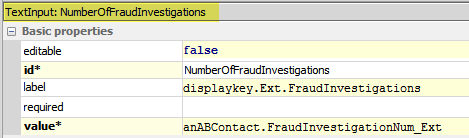 TextInput: NumberOfFraudInvestigations
Basic properties
editable false
id* NumberOfFraudInvestigations
label displaykey.Ext.FraudInvestigations
required
value* anABContact.FraudInvestigationNum_Ext